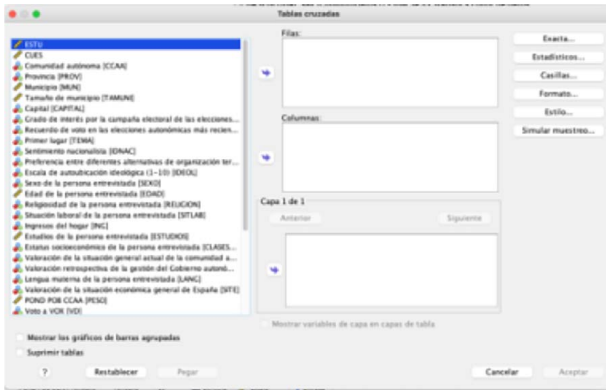 Tablas cruzadas
ESTU
CUES
Comunidad autónoma [CCAA]
Provincia [PROV]
Municipio [MUN]
Tamaño de municipio [TAMUNI]
Capital [CAPITAL]
Grado de interés por la campaña electoral de las elecciones...
Recuerdo de voto en las elecciones autonómicas más recien...
Primer lugar [TEMA]
Sentimiento nacionalista [IDNAC]
Preferencia entre diferentes alternativas de organización ter...
Escala de autoubicación ideológica (1-10) [IDEOL]
Sexo de la persona entrevistada [SEXO]
Edad de la persona entrevistada [EDAD]
Religiosidad de la persona entrevistada [RELIGION]
Situación laboral de la persona entrevistada [SITLAB]
Ingresos del hogar [ING]
Estudios de la persona entrevistada [ESTUDIOS]
Estatus socioeconómico de la persona entrevistada [CLASES...
Valoración de la situación general actual de la comunidad a...
Valoración retrospectiva de la gestión del Gobierno autonó...
Lengua materna de la persona entrevistada [LANG]
Valoración de la situación económica general de España [SITE]
POND POB CCAA [PESO]
Voto a VOX [VD]
Filas:
Columnas:
Capa 1 de 1
Anterior
Siguiente
Mostrar variables de capa en capas de tabla
Exacta...
Estadísticos...
Casillas...
Formato...
Estilo...
Simular muestreo...
Mostrar los gráficos de barras agrupadas
Suprimir tablas
?
Restablecer
Pegar
Cancelar
Aceptar